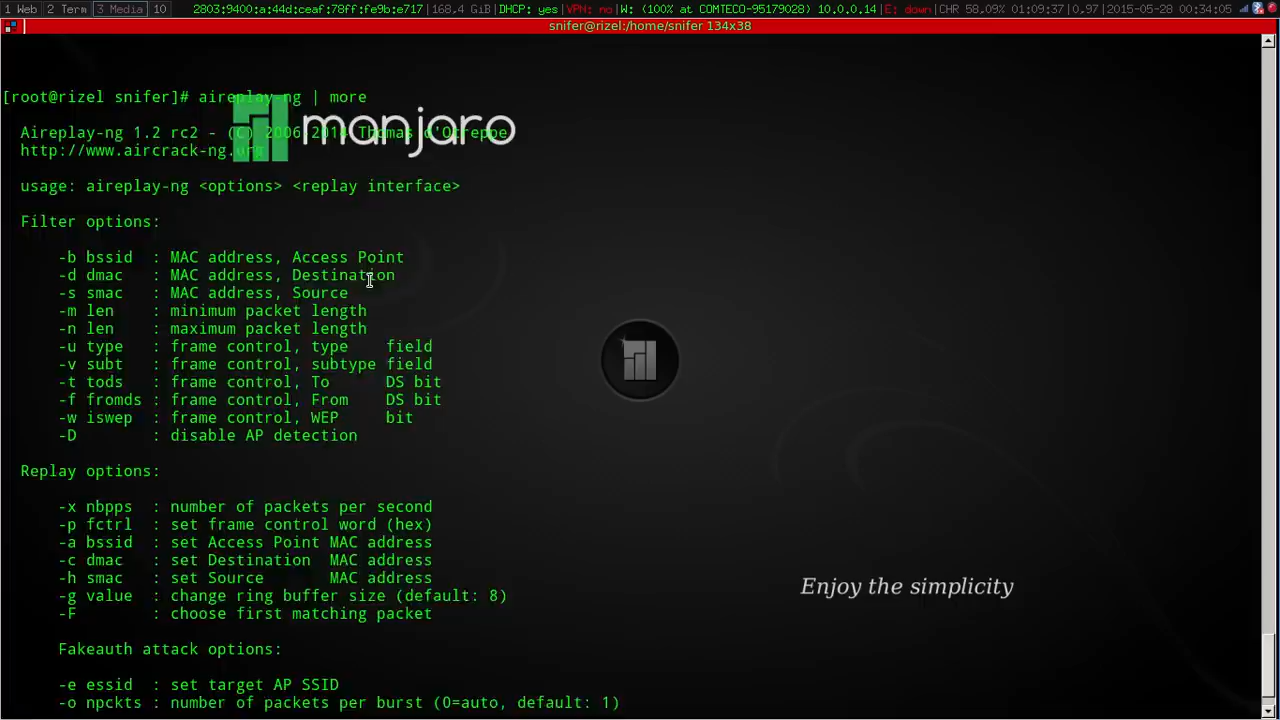 1 Web 2 Term 3 Media 10 2803:9400:a:44d:ceaf:78ff:fe9b:e717|168.4 GiB|DHCP: yes|VPN: no|W: (100% at COMTECO-95179028) 10.0.0.14|E: down|CHR 58,09% 01:09:37|0,97|2015-05-28 00:34:05
snifer@rizel:/home/snifer 134x38
[root@rizel snifer]# aireplay-ng | more
manjaro
Aireplay-ng 1.2 rc2 - (C) 2006-2014 Thomas d'Otreppe
http://www.aircrack-ng.org
usage: aireplay-ng <options> <replay interface>
Filter options:
-b bssid : MAC address, Access Point
-d dmac : MAC address, Destination
-s smac : MAC address, Source
-m len : minimum packet length
-n len : maximum packet length
-u type : frame control, type field
-v subt : frame control, subtype field
-t tods : frame control, To DS bit
-f fromds : frame control, From DS bit
-w iswep : frame control, WEP bit
-D : disable AP detection
Replay options:
-x nbpps : number of packets per second
-p fctrl : set frame control word (hex)
-a bssid : set Access Point MAC address
-c dmac : set Destination MAC address
-h smac : set Source MAC address
-g value : change ring buffer size (default: 8)
-F : choose first matching packet
Enjoy the simplicity
Fakeauth attack options:
-e essid : set target AP SSID
-o npckts : number of packets per burst (0=auto, default: 1)